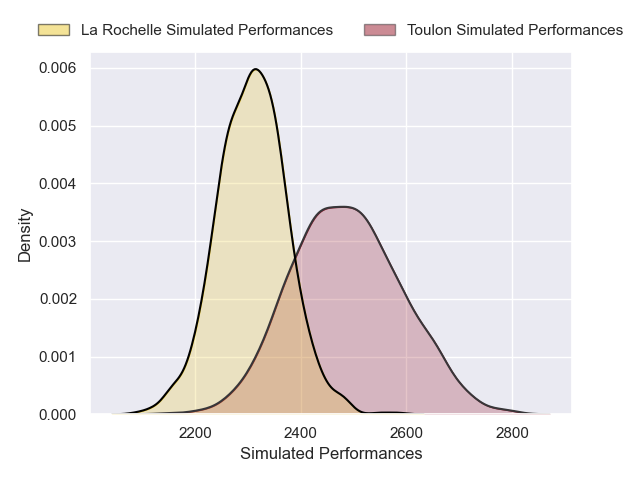 La Rochelle Simulated Performances Toulon Simulated Performances
0.006
0.005
0.004
0.003
0.002
0.001
0.000
Density
2200 2400 2600 2800
Simulated Performances